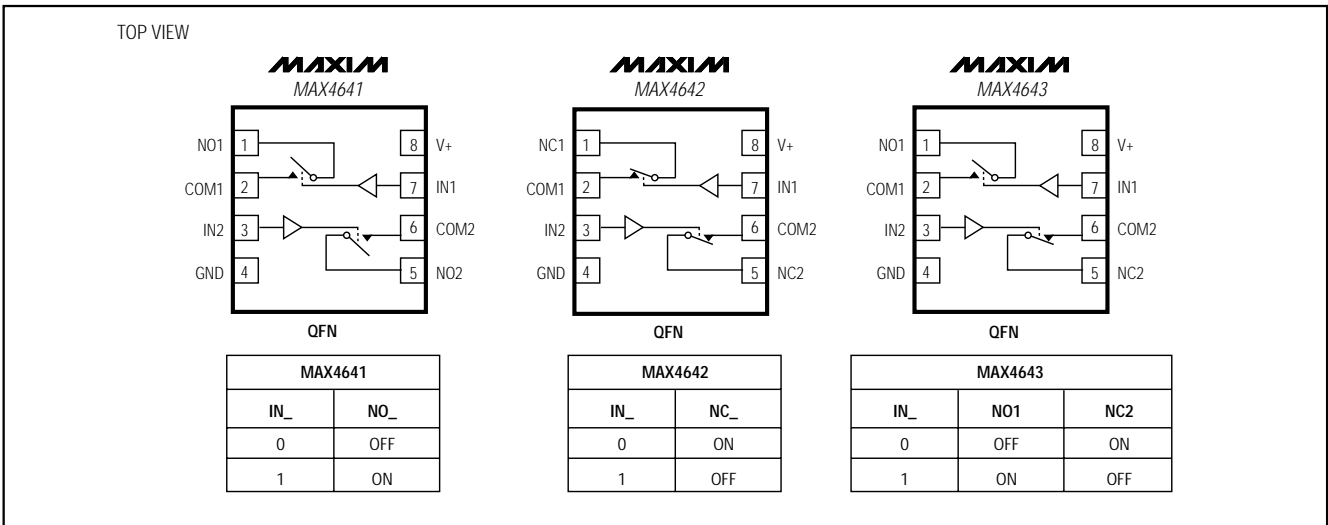 TOP VIEW
MAXIM MAXIM MAXIM
MAX4641 MAX4642 MAX4643
NO1 1 8 V+ NC1 1 8 V+ NO1 1 8 V+
COM1 2 7 IN1 COM1 2 7 IN1 COM1 2 7 IN1
IN2 3 6 COM2 IN2 3 6 COM2 IN2 3 6 COM2
GND 4 5 NO2 GND 4 5 NC2 GND 4 5 NC2
QFN QFN QFN
MAX4641 MAX4642 MAX4643
IN_ NO_ IN_ NC_ IN_ NO1 NC2
0 OFF 0 ON 0 OFF ON
1 ON 1 OFF 1 ON OFF